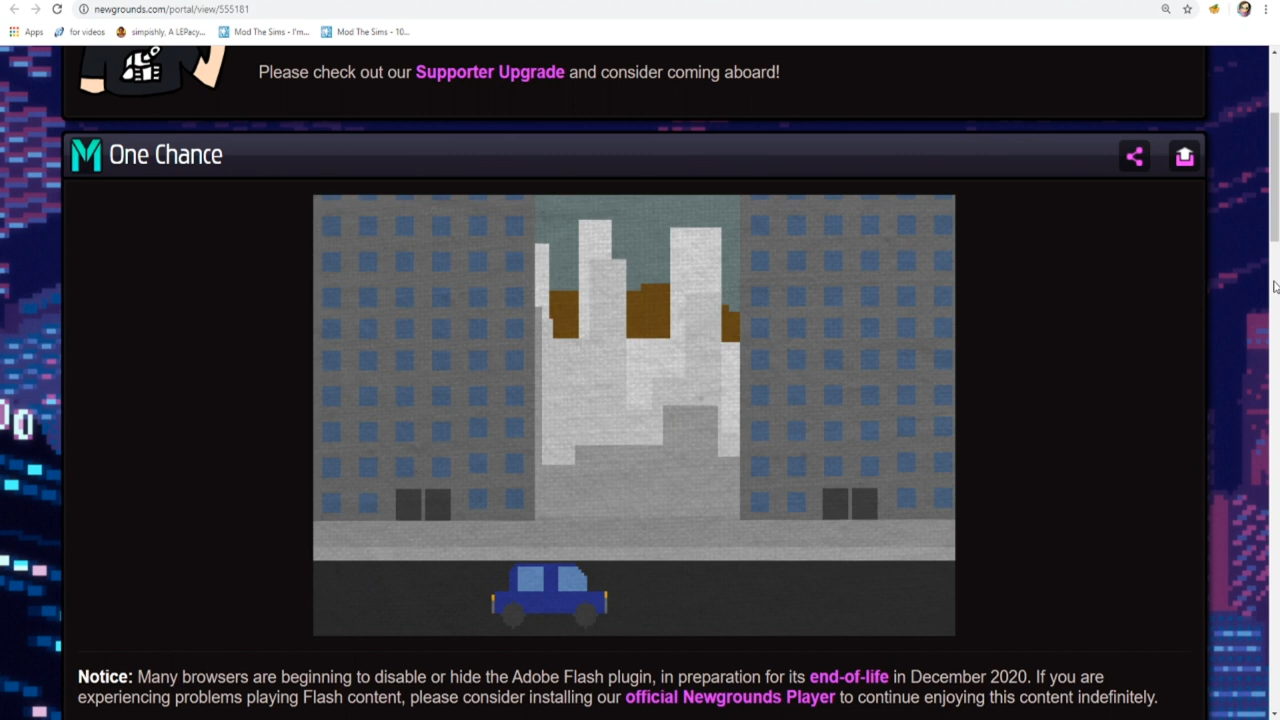 newgrounds.com/portal/view/555181
Apps for videos simpishly, A LEPacy... Mod The Sims - I'm... Mod The Sims - 10...
Please check out our Supporter Upgrade and consider coming aboard!
One Chance
Notice: Many browsers are beginning to disable or hide the Adobe Flash plugin, in preparation for its end-of-life in December 2020. If you are
experiencing problems playing Flash content, please consider installing our official Newgrounds Player to continue enjoying this content indefinitely.